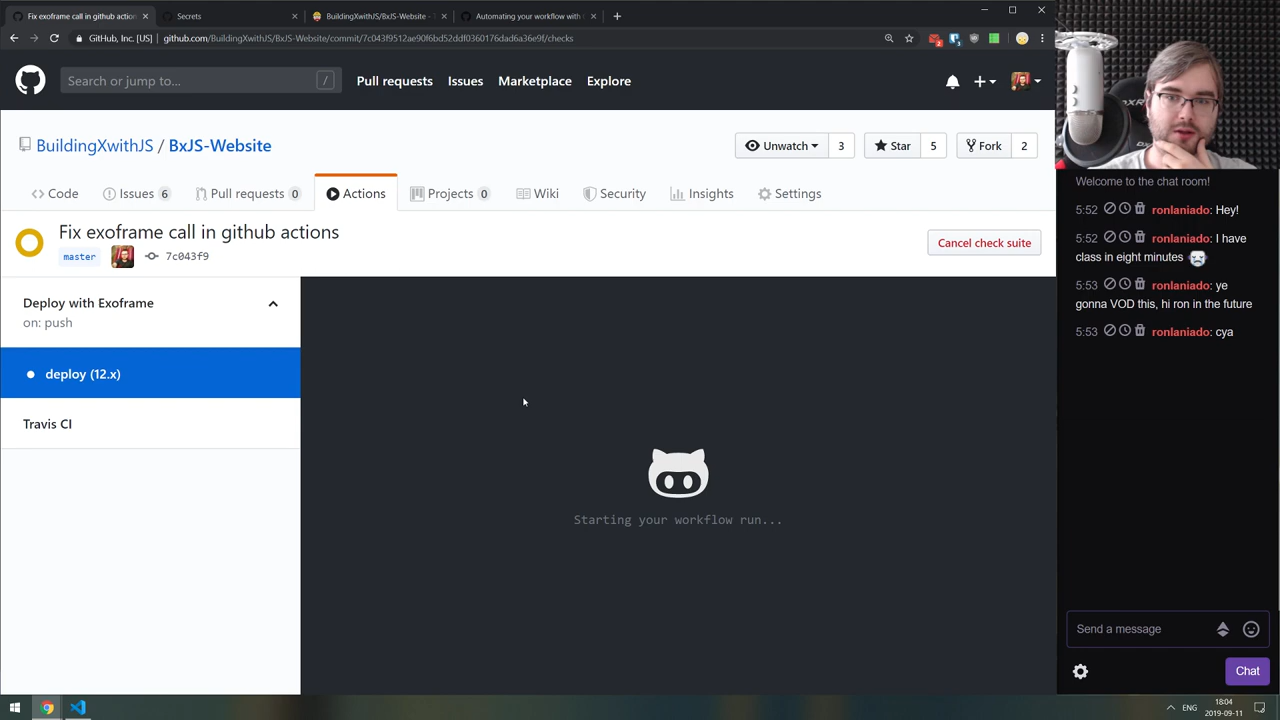 Fix exoframe call in github action
Secrets
BuildingXwithJS/BxJS-Website -
Automating your workflow with
GitHub, Inc. [US]
github.com/BuildingXwithJS/BxJS-Website/commit/7c043f9512ae90f6bd52ddf0360176dad6a36e9f/checks
Search or jump to...
/
Pull requests
Issues
Marketplace
Explore
BuildingXwithJS / BxJS-Website
Unwatch 3
Star 5
Fork 2
Code
Issues 6
Pull requests 0
Actions
Projects 0
Wiki
Security
Insights
Settings
Fix exoframe call in github actions
master
7c043f9
Cancel check suite
Deploy with Exoframe
on: push
deploy (12.x)
Travis CI
Starting your workflow run...
Welcome to the chat room!
5:52 ronlaniado: Hey!
5:52 ronlaniado: I have
class in eight minutes
5:53 ronlaniado: ye
gonna VOD this, hi ron in the future
5:53 ronlaniado: cya
Send a message
Chat
ENG
18:04
2019-09-11